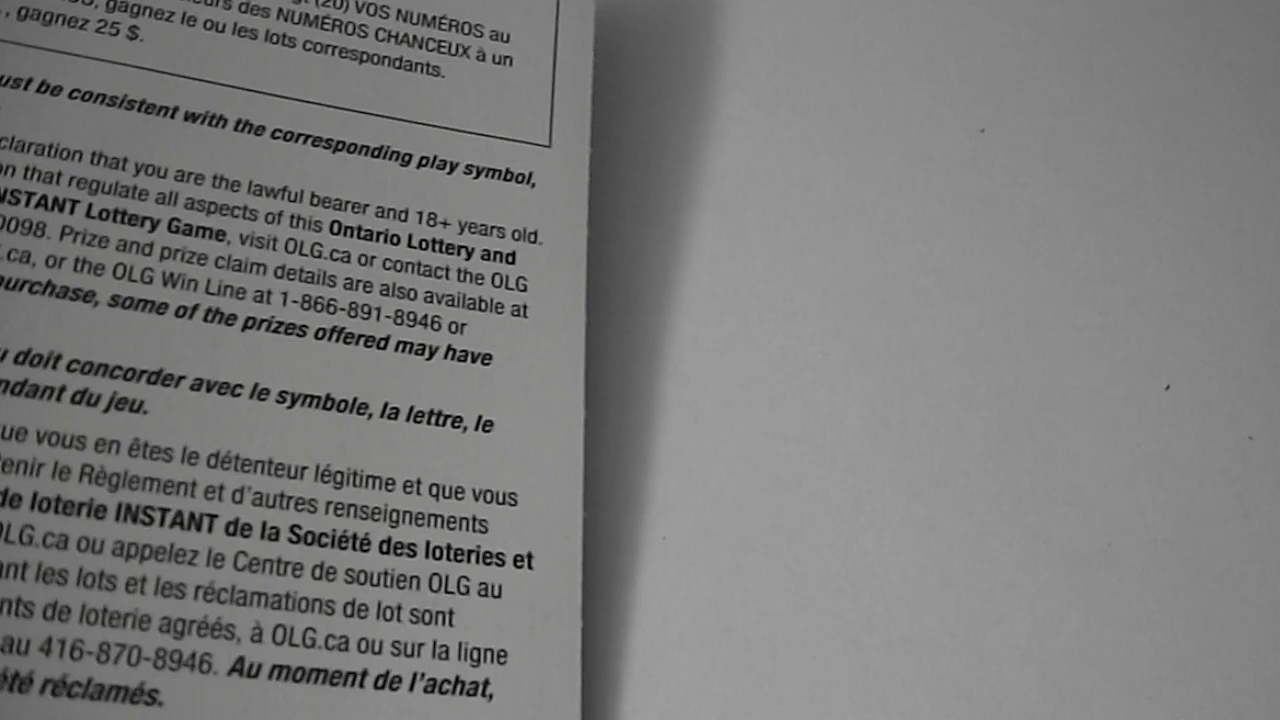 (20) VOS NUMÉROS au
gagnez le ou les lots des NUMÉROS CHANCEUX à un
, gagnez 25 $. correspondants.
ust be consistent with the corresponding play symbol,
claration that you are the lawful bearer and 18+ years old.
on that regulate all aspects of this Ontario Lottery and
NSTANT Lottery Game, visit OLG.ca or contact the OLG
0098. Prize and prize claim details are also available at
.ca, or the OLG Win Line at 1-866-891-8946 or
purchase, some of the prizes offered may have
u doit concorder avec le symbole, la lettre, le
ndant du jeu.
ue vous en êtes le détenteur légitime et que vous
enir le Règlement et d'autres renseignements
de loterie INSTANT de la Société des loteries et
OLG.ca ou appelez le Centre de soutien OLG au
ant les lots et les réclamations de lot sont
nts de loterie agréés, à OLG.ca ou sur la ligne
au 416-870-8946. Au moment de l'achat,
été réclamés.